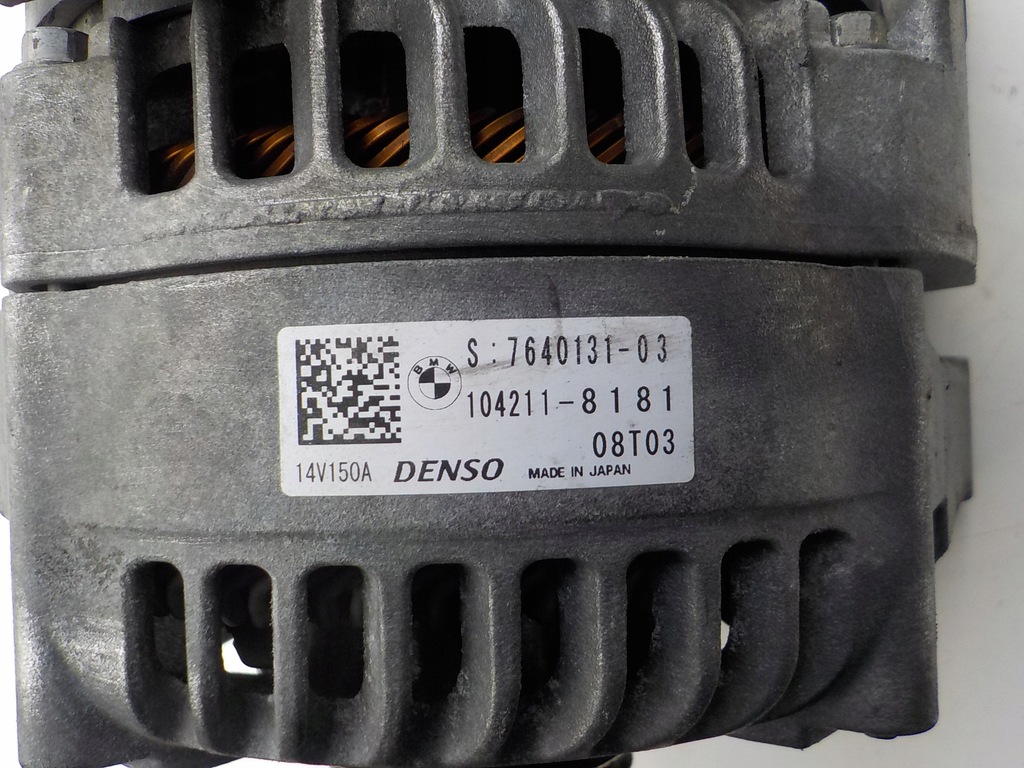 BMW
S:7640131-03
104211-8181
08T03
14V150A DENSO MADE IN JAPAN